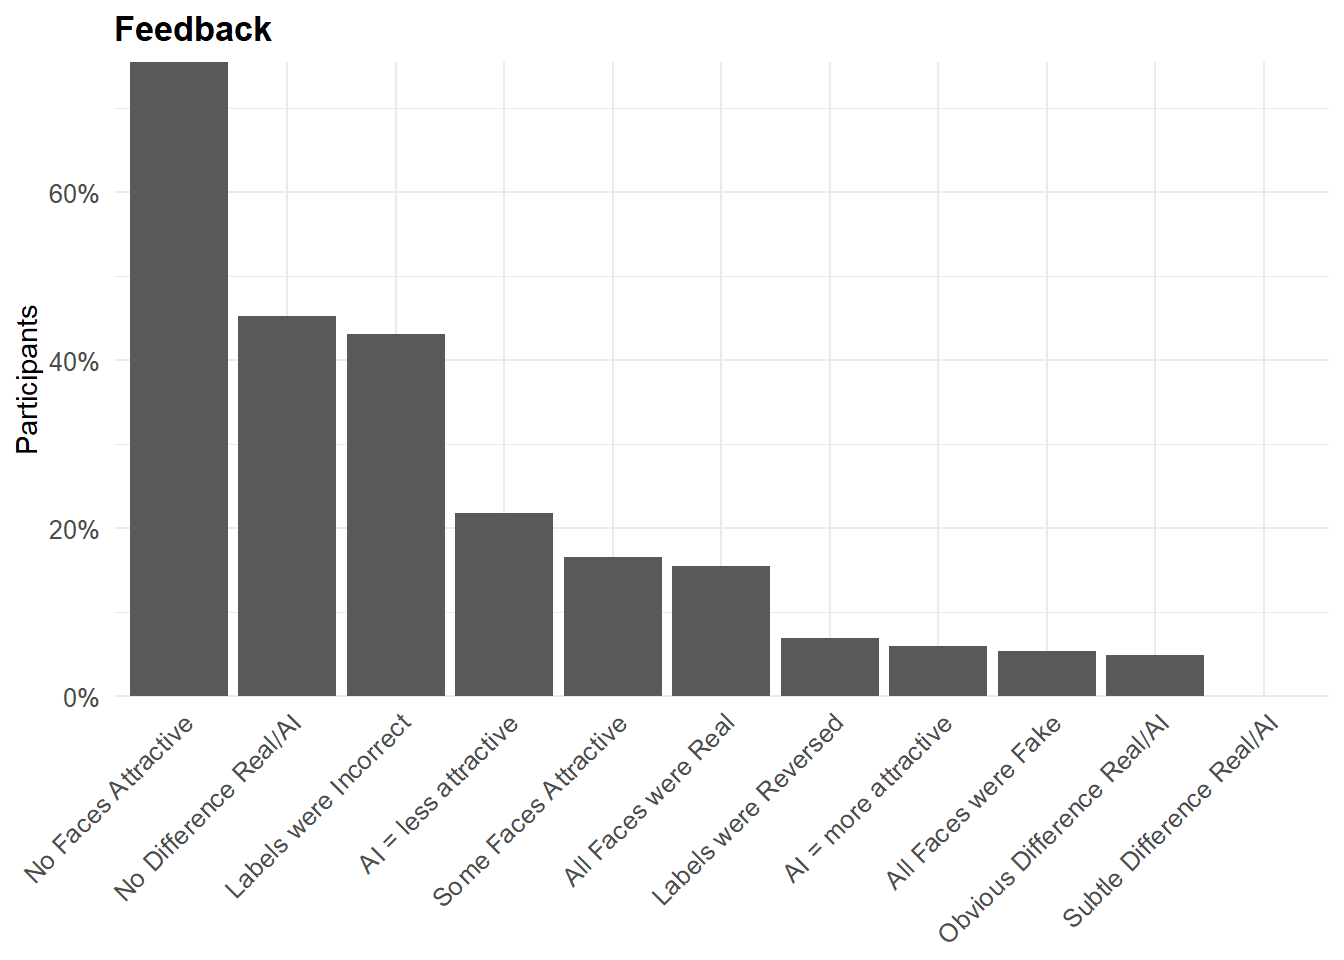 Feedback
Participants
60%
40%
20%
0%
No Faces Attractive
No Difference Real/AI
Labels were Incorrect
AI = less attractive
Some Faces Attractive
All Faces were Real
Labels were Reversed
AI = more attractive
All Faces were Fake
Obvious Difference Real/AI
Subtle Difference Real/AI